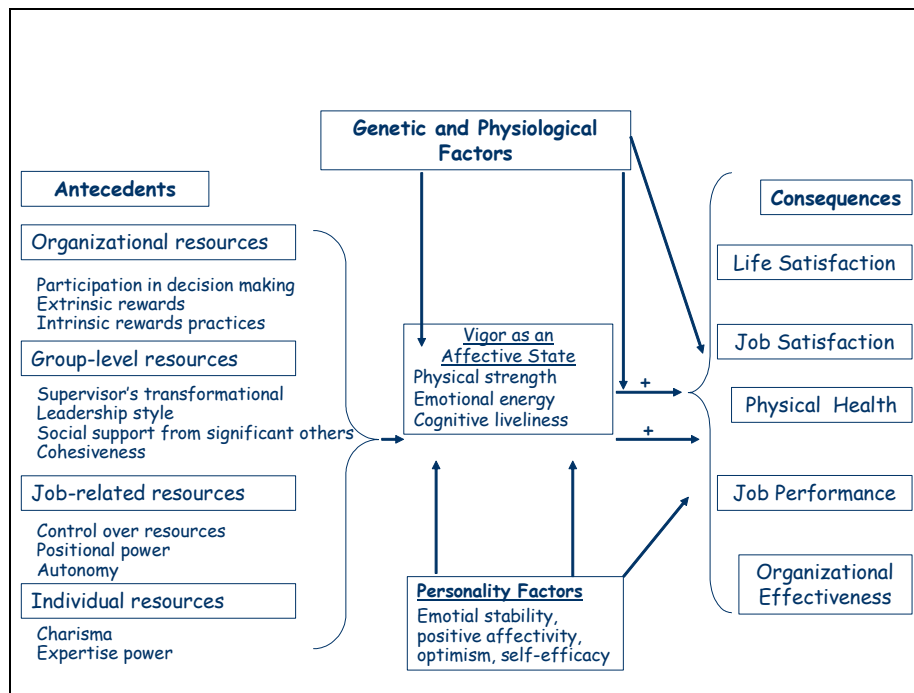 Genetic and Physiological
Factors
Antecedents
Organizational resources
Participation in decision making
Extrinsic rewards
Intrinsic rewards practices
Group-level resources
Supervisor's transformational
Leadership style
Social support from significant others
Cohesiveness
Job-related resources
Control over resources
Positional power
Autonomy
Individual resources
Charisma
Expertise power
Vigor as an
Affective State
Physical strength
Emotional energy
Cognitive liveliness
+
+
Personality Factors
Emotial stability,
positive affectivity,
optimism, self-efficacy
Consequences
Life Satisfaction
Job Satisfaction
Physical Health
Job Performance
Organizational
Effectiveness